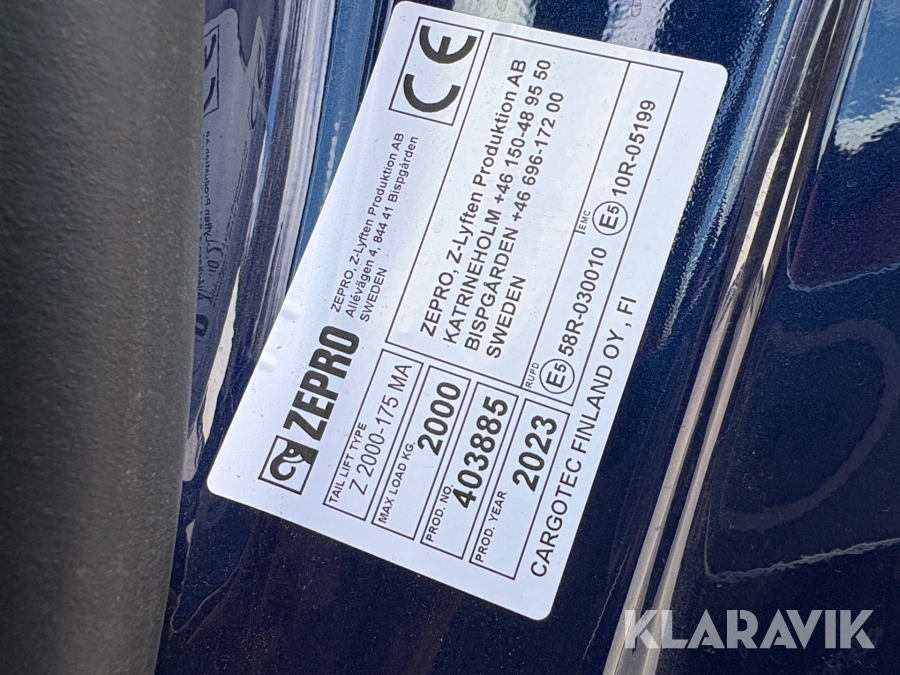 ZEPRO
ZEPRO, Z-Lyften Produktion AB
Allévägen 4, 844 41 Bispgården
SWEDEN
CE
TAIL LIFT TYPE
Z 2000-175 MA
MAX LOAD KG.
2000
PROD. NO.
403885
PROD. YEAR
2023
ZEPRO, Z-Lyften Produktion AB
KATRINEHOLM +46 150-48 95 50
BISPGÅRDEN +46 696-172 00
SWEDEN
RUPD
E5 58R-030010
EMC
E5 10R-05199
CARGOTEC FINLAND OY, FI
KLARAVIK